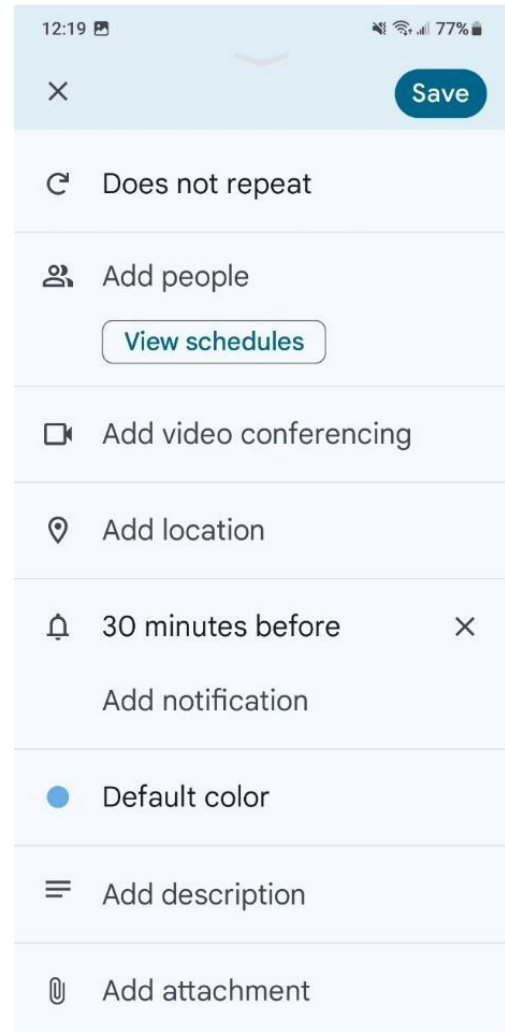 12:19 77%
Save
Does not repeat
Add people
View schedules
Add video conferencing
Add location
30 minutes before
Add notification
Default color
Add description
Add attachment